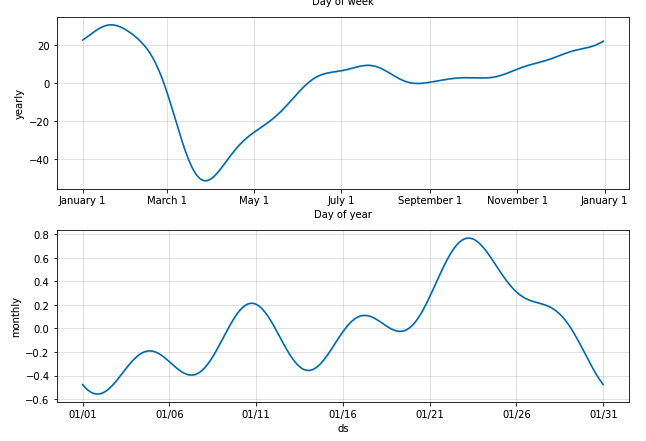 Day of week
20
0
−20
−40
yearly
January 1 March 1 May 1 July 1 September 1 November 1 January 1
Day of year
0.8
0.6
0.4
0.2
0.0
−0.2
−0.4
−0.6
monthly
01/01 01/06 01/11 01/16 01/21 01/26 01/31
ds